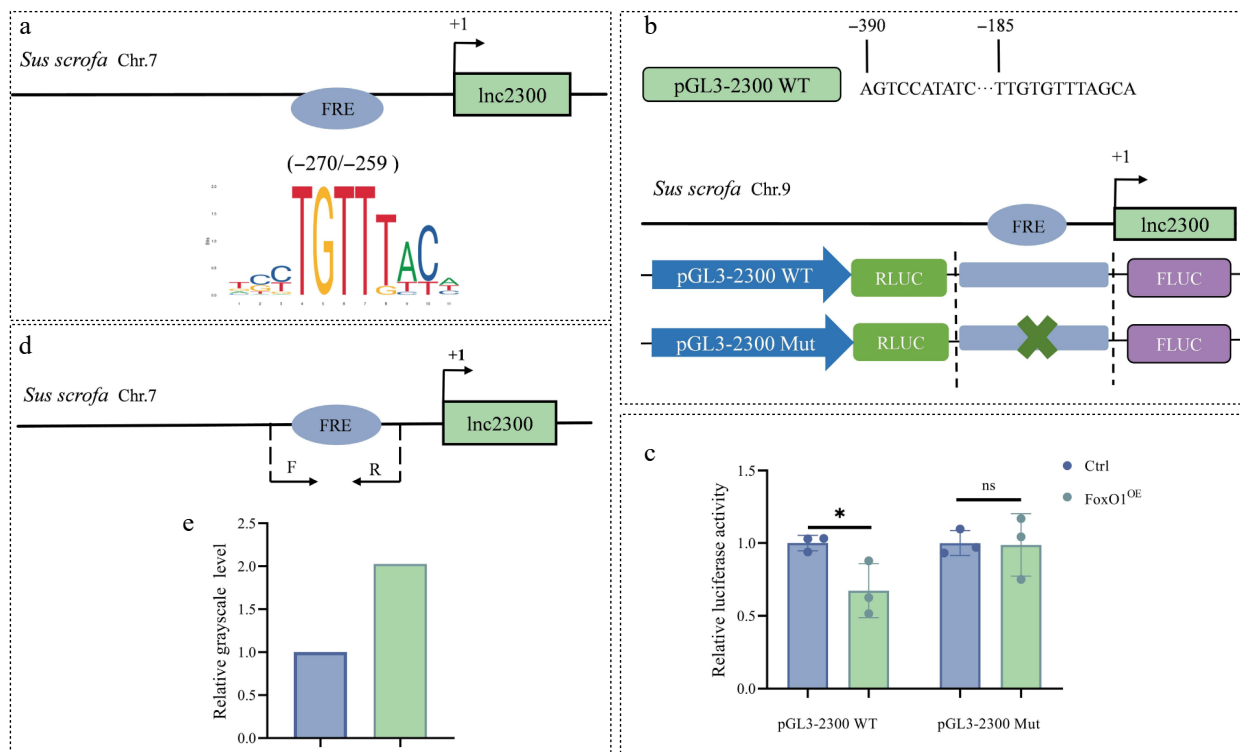 a
+1
Sus scrofa Chr.7
FRE
lnc2300
(−270/−259 )
TGTTTAC
b
−390
−185
pGL3-2300 WT
AGTCCATATC···TTGTGTTTAGCA
+1
Sus scrofa Chr.9
FRE
lnc2300
pGL3-2300 WT
RLUC
FLUC
pGL3-2300 Mut
RLUC
FLUC
d
+1
Sus scrofa Chr.7
FRE
lnc2300
F
R
e
2.5
2.0
1.5
1.0
0.5
0.0
Relative grayscale level
c
Ctrl
FoxO1OE
1.5
1.0
0.5
0.0
Relative luciferase activity
*
ns
pGL3-2300 WT
pGL3-2300 Mut